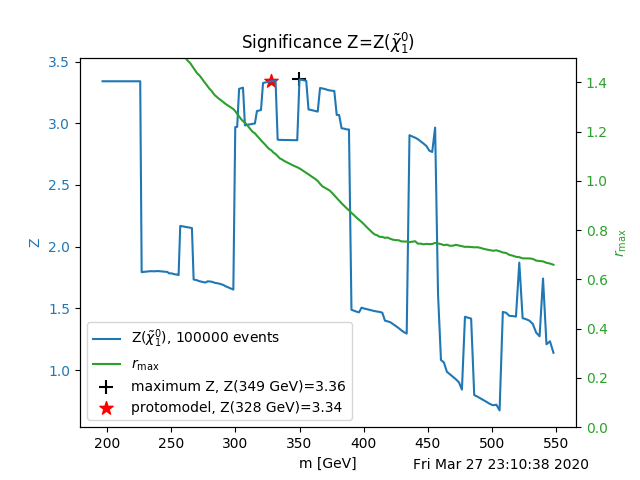 Significance Z=Z(χ̃₁⁰)
3.5
3.0
2.5
2.0
1.5
1.0
Z
1.4
1.2
1.0
0.8
0.6
0.4
0.2
0.0
r_max
Z(χ̃₁⁰), 100000 events
r_max
maximum Z, Z(349 GeV)=3.36
protomodel, Z(328 GeV)=3.34
200 250 300 350 400 450 500 550
m [GeV]
Fri Mar 27 23:10:38 2020